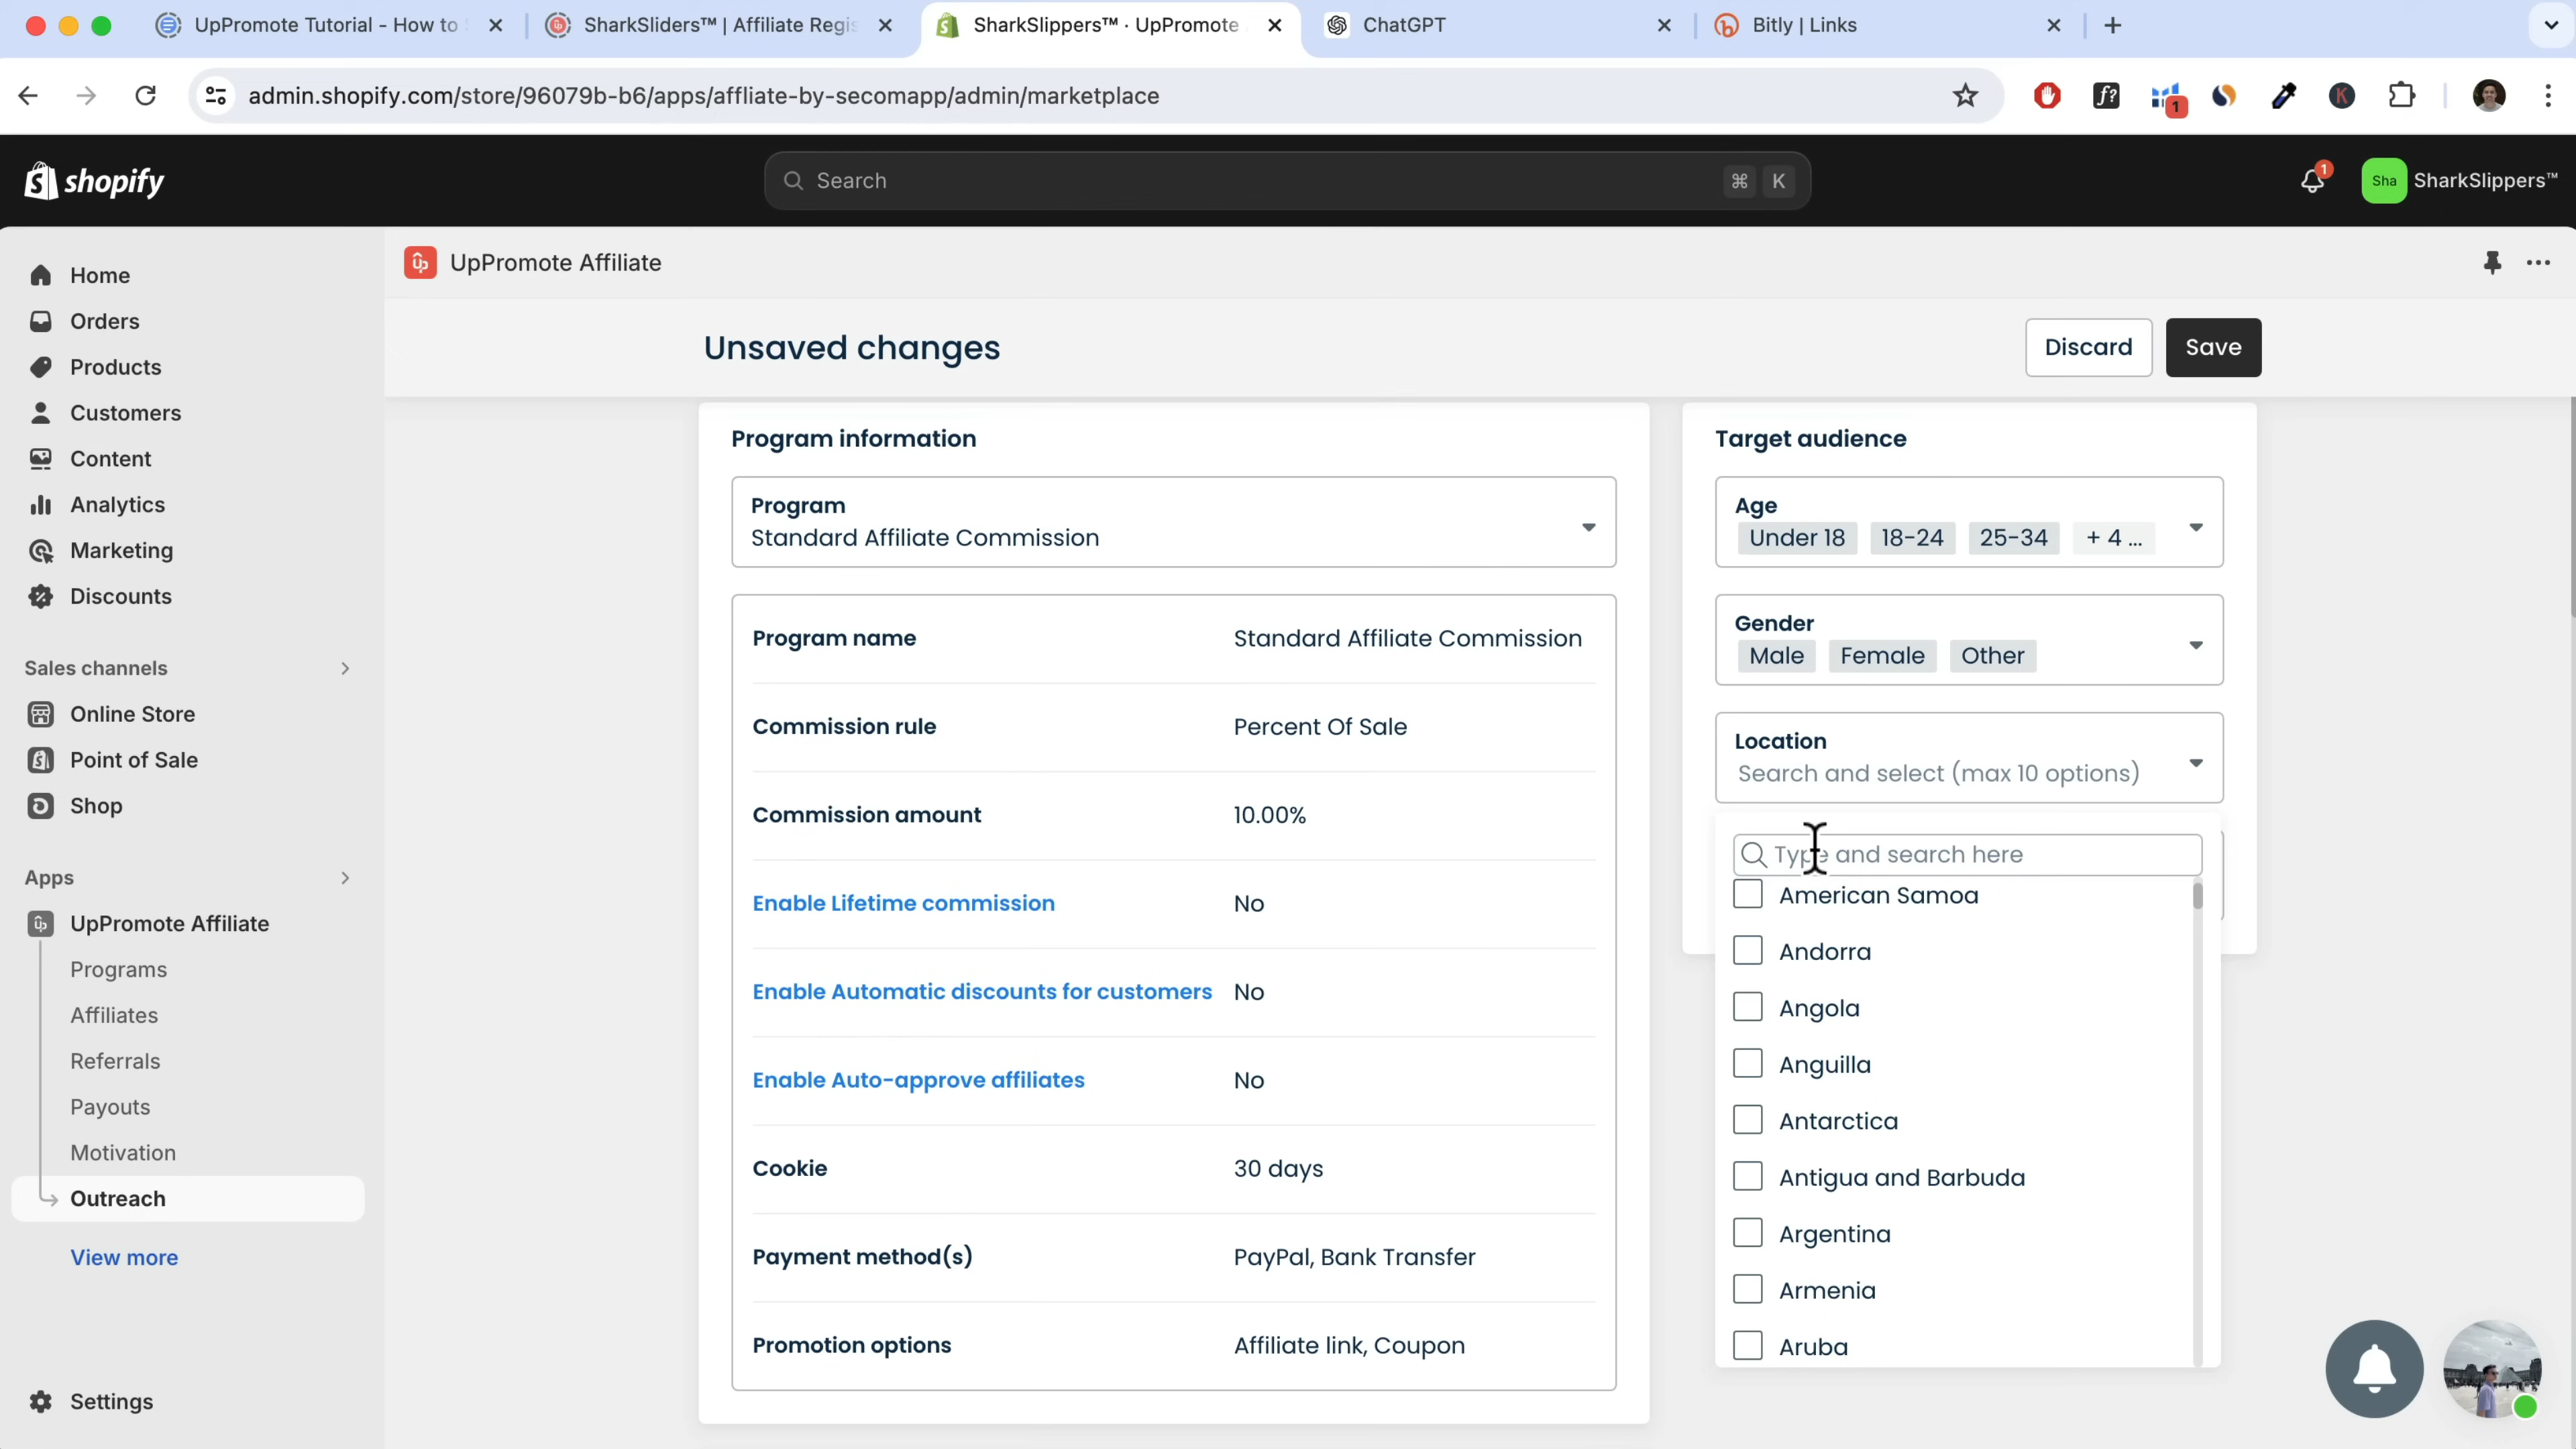 UpPromote Tutorial - How to
SharkSliders™ | Affiliate Regis
SharkSlippers™ · UpPromote
ChatGPT
Bitly | Links
admin.shopify.com/store/96079b-b6/apps/affliate-by-secomapp/admin/marketplace
f?
1
K
shopify
Search
⌘ K
1
Sha
SharkSlippers™
Home
Orders
Products
Customers
Content
Analytics
Marketing
Discounts
Sales channels
Online Store
Point of Sale
Shop
Apps
UpPromote Affiliate
Programs
Affiliates
Referrals
Payouts
Motivation
Outreach
View more
Settings
UpPromote Affiliate
Unsaved changes
Discard
Save
Program information
Program
Standard Affiliate Commission
Program name Standard Affiliate Commission
Commission rule Percent Of Sale
Commission amount 10.00%
Enable Lifetime commission No
Enable Automatic discounts for customers No
Enable Auto-approve affiliates No
Cookie 30 days
Payment method(s) PayPal, Bank Transfer
Promotion options Affiliate link, Coupon
Target audience
Age
Under 18 18-24 25-34 + 4 ...
Gender
Male Female Other
Location
Search and select (max 10 options)
Type and search here
American Samoa
Andorra
Angola
Anguilla
Antarctica
Antigua and Barbuda
Argentina
Armenia
Aruba